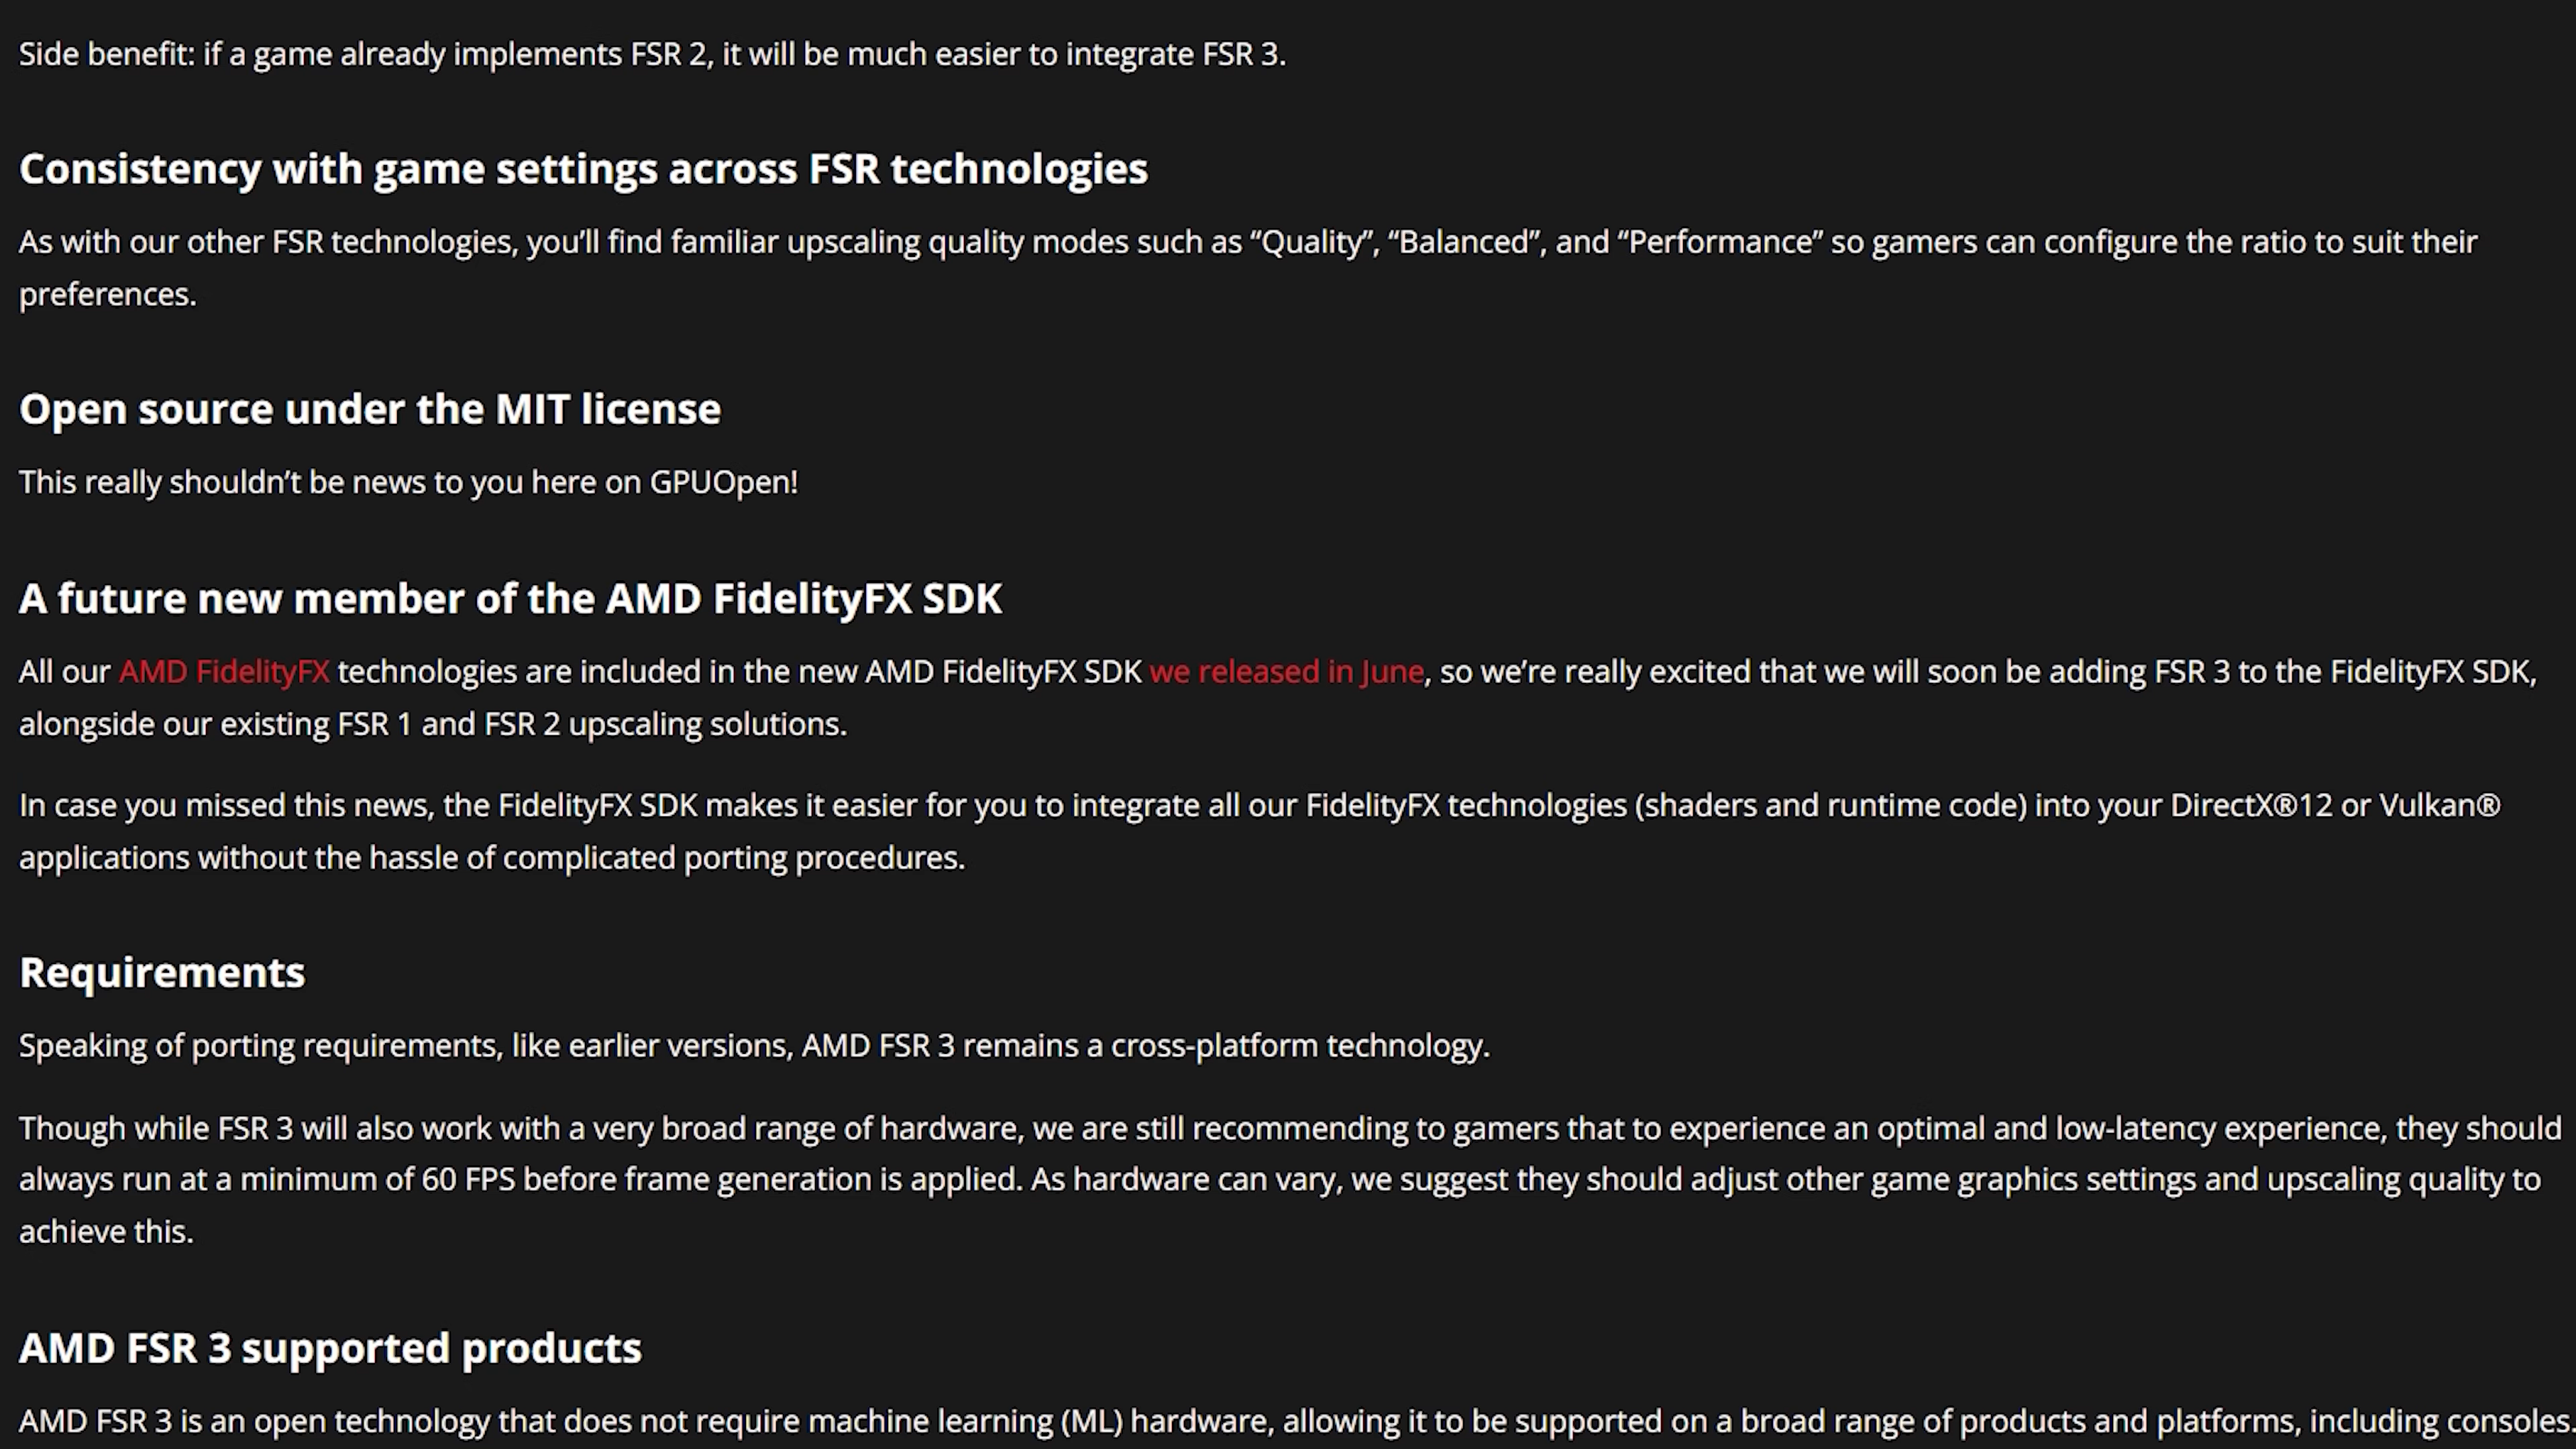 Side benefit: if a game already implements FSR 2, it will be much easier to integrate FSR 3.
Consistency with game settings across FSR technologies
As with our other FSR technologies, you’ll find familiar upscaling quality modes such as “Quality”, “Balanced”, and “Performance” so gamers can configure the ratio to suit their
preferences.
Open source under the MIT license
This really shouldn’t be news to you here on GPUOpen!
A future new member of the AMD FidelityFX SDK
All our AMD FidelityFX technologies are included in the new AMD FidelityFX SDK we released in June, so we’re really excited that we will soon be adding FSR 3 to the FidelityFX SDK,
alongside our existing FSR 1 and FSR 2 upscaling solutions.
In case you missed this news, the FidelityFX SDK makes it easier for you to integrate all our FidelityFX technologies (shaders and runtime code) into your DirectX®12 or Vulkan®
applications without the hassle of complicated porting procedures.
Requirements
Speaking of porting requirements, like earlier versions, AMD FSR 3 remains a cross-platform technology.
Though while FSR 3 will also work with a very broad range of hardware, we are still recommending to gamers that to experience an optimal and low-latency experience, they should
always run at a minimum of 60 FPS before frame generation is applied. As hardware can vary, we suggest they should adjust other game graphics settings and upscaling quality to
achieve this.
AMD FSR 3 supported products
AMD FSR 3 is an open technology that does not require machine learning (ML) hardware, allowing it to be supported on a broad range of products and platforms, including consoles.